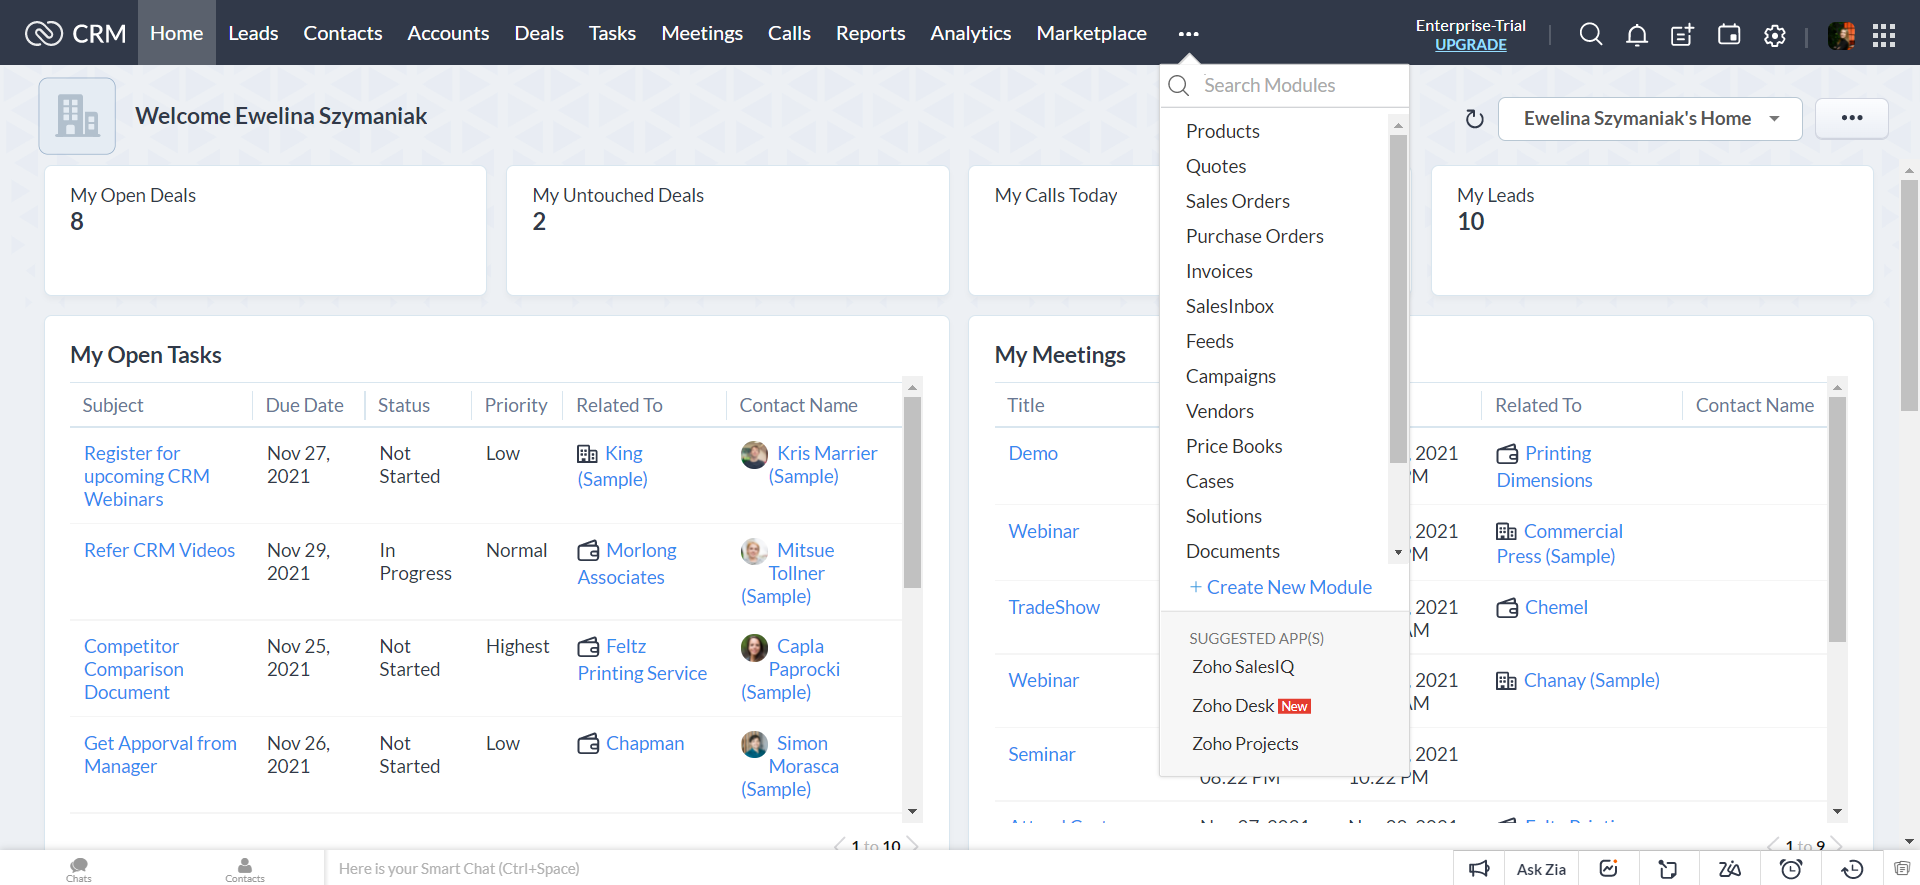 CRM Home Leads Contacts Accounts Deals Tasks Meetings Calls Reports Analytics Marketplace
Enterprise-Trial
UPGRADE
Welcome Ewelina Szymaniak
Ewelina Szymaniak's Home
My Open Deals
8
My Untouched Deals
2
My Calls Today
My Leads
10
Search Modules
Products
Quotes
Sales Orders
Purchase Orders
Invoices
SalesInbox
Feeds
Campaigns
Vendors
Price Books
Cases
Solutions
Documents
+ Create New Module
SUGGESTED APP(S)
Zoho SalesIQ
Zoho Desk New
Zoho Projects
My Open Tasks
Subject Due Date Status Priority Related To Contact Name
Register for
upcoming CRM
Webinars
Nov 27,
2021
Not
Started
Low
King
(Sample)
Kris Marrier
(Sample)
Refer CRM Videos
Nov 29,
2021
In
Progress
Normal
Morlong
Associates
Mitsue
Tollner
(Sample)
Competitor
Comparison
Document
Nov 25,
2021
Not
Started
Highest
Feltz
Printing Service
Capla
Paprocki
(Sample)
Get Apporval from
Manager
Nov 26,
2021
Not
Started
Low
Chapman
Simon
Morasca
(Sample)
1 to 10
My Meetings
Title Related To Contact Name
Demo
, 2021
PM
Printing
Dimensions
Webinar
, 2021
PM
Commercial
Press (Sample)
TradeShow
, 2021
AM
Chemel
Webinar
, 2021
AM
Chanay (Sample)
Seminar
, 2021
08:22 PM 10:22 PM
1 to 9
Chats
Contacts
Here is your Smart Chat (Ctrl+Space)
Ask Zia